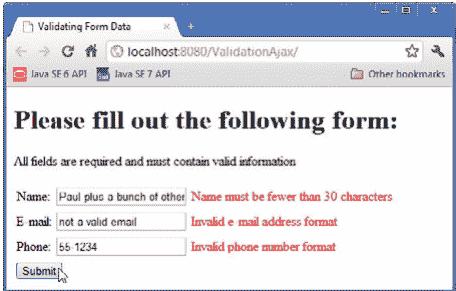 Validating Form Data
localhost:8080/ValidationAjax/
Java SE 6 API Java SE 7 API Other bookmarks
Please fill out the following form:
All fields are required and must contain valid information
Name: Paul plus a bunch of other Name must be fewer than 30 characters
E-mail: not a valid email Invalid e-mail address format
Phone: 55-1234 Invalid phone number format
Submit